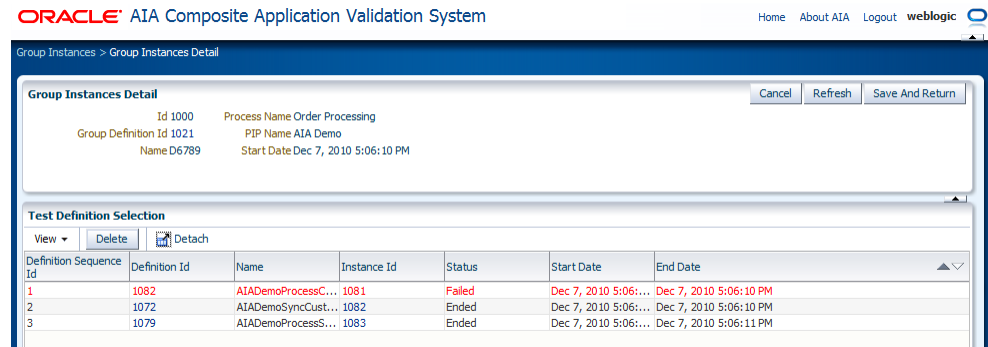 ORACLE AIA Composite Application Validation System
Home About AIA Logout weblogic
Group Instances > Group Instances Detail
Group Instances Detail
Cancel Refresh Save And Return
Id 1000 Process Name Order Processing
Group Definition Id 1021 PIP Name AIA Demo
Name D6789 Start Date Dec 7, 2010 5:06:10 PM
Test Definition Selection
View Delete Detach
Definition Sequence Id Definition Id Name Instance Id Status Start Date End Date
1 1082 AIADemoProcessC... 1081 Failed Dec 7, 2010 5:06:... Dec 7, 2010 5:06:10 PM
2 1072 AIADemoSyncCust... 1082 Ended Dec 7, 2010 5:06:... Dec 7, 2010 5:06:10 PM
3 1079 AIADemoProcessS... 1083 Ended Dec 7, 2010 5:06:... Dec 7, 2010 5:06:11 PM